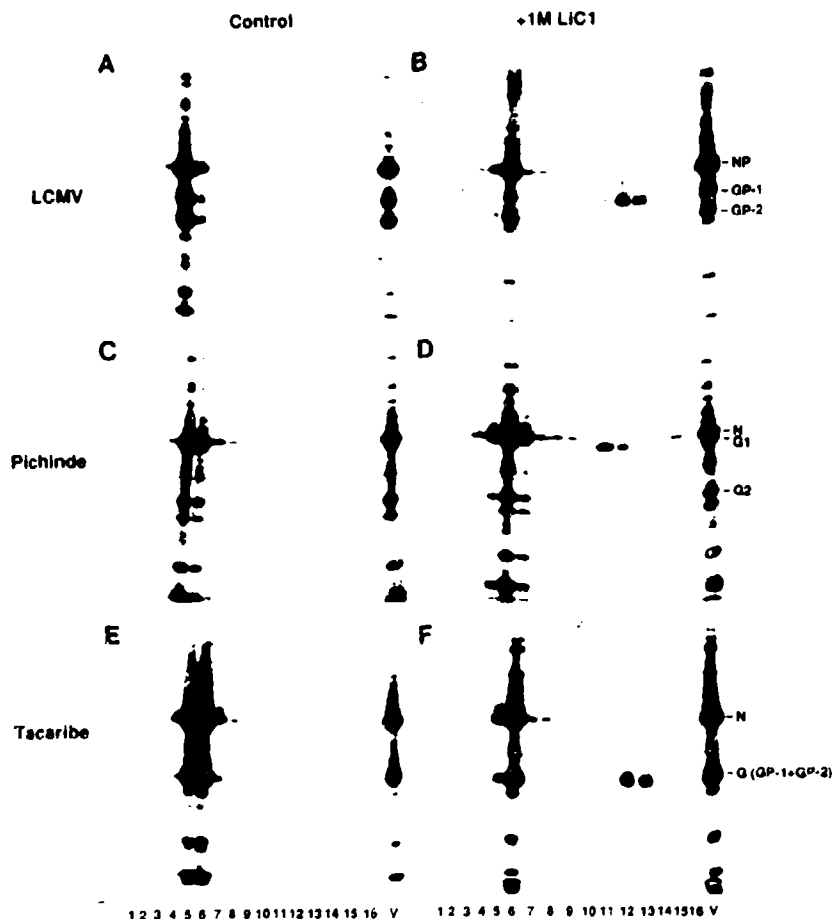 Control
+1M LiC1
A
B
LCMV
NP
GP-1
GP-2
C
D
Pichinde
N
G1
G2
E
F
Tacaribe
N
G (GP-1+GP-2)
1 2 3 4 5 6 7 8 9 10 11 12 13 14 15 16 V
1 2 3 4 5 6 7 8 9 10 11 12 13 14 15 16 V